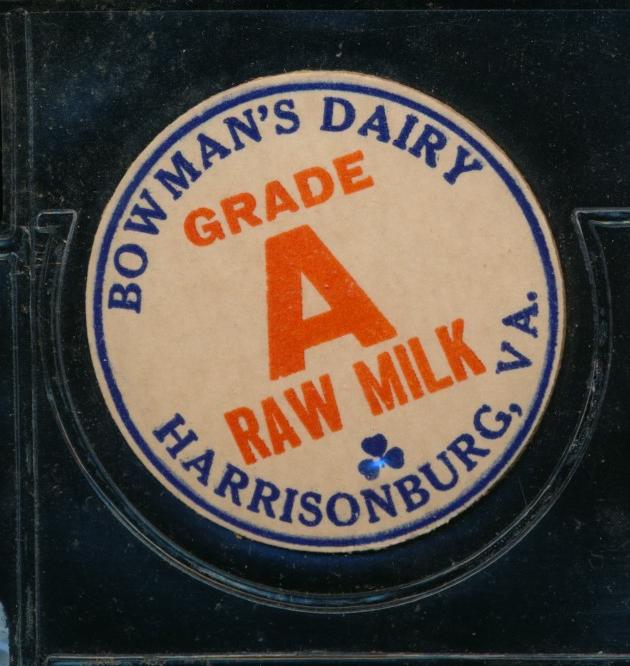 BOWMAN'S DAIRY
GRADE
A
RAW MILK
HARRISONBURG, VA.